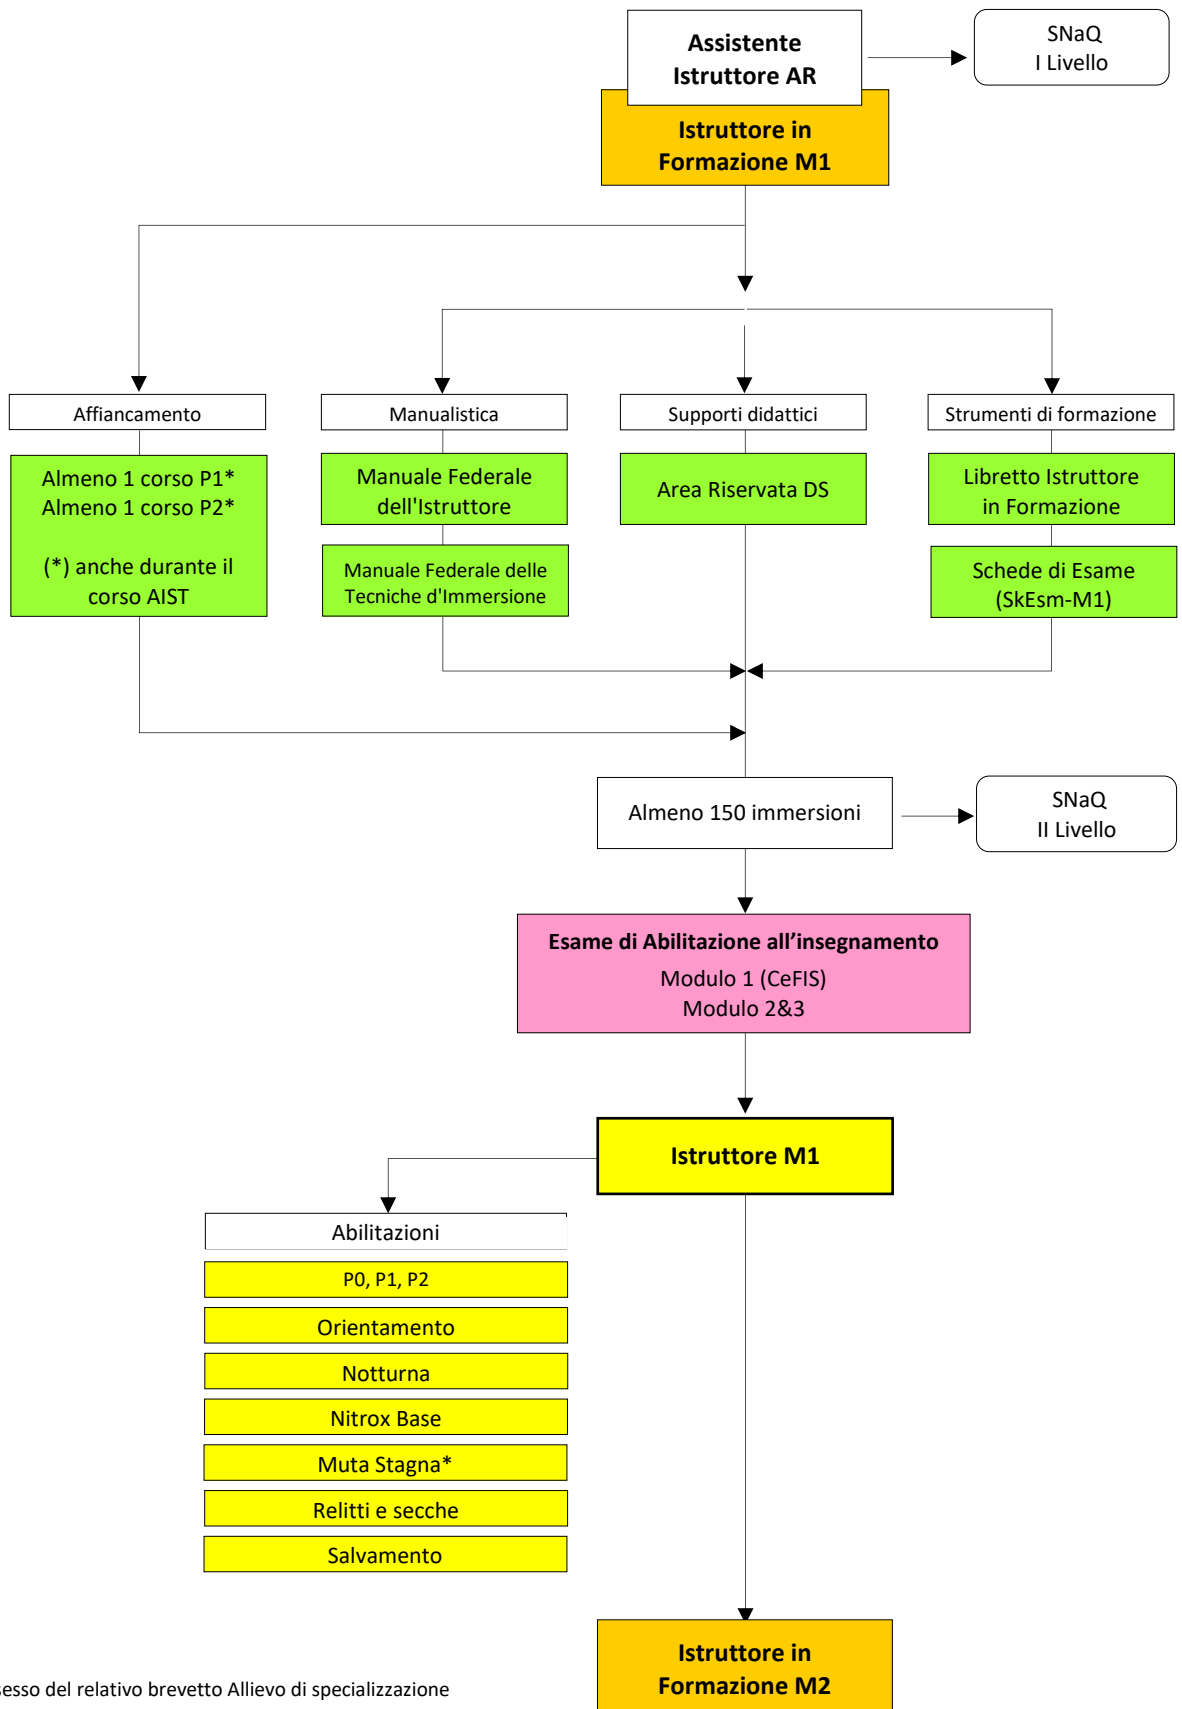 Assistente
Istruttore AR
SNaQ
I Livello
Istruttore in
Formazione M1
Affiancamento
Manualistica
Supporti didattici
Strumenti di formazione
Almeno 1 corso P1*
Almeno 1 corso P2*
(*) anche durante il
corso AIST
Manuale Federale
dell'Istruttore
Manuale Federale delle
Tecniche d'Immersione
Area Riservata DS
Libretto Istruttore
in Formazione
Schede di Esame
(SkEsm-M1)
Almeno 150 immersioni
SNaQ
II Livello
Esame di Abilitazione all’insegnamento
Modulo 1 (CeFIS)
Modulo 2&3
Istruttore M1
Abilitazioni
P0, P1, P2
Orientamento
Notturna
Nitrox Base
Muta Stagna*
Relitti e secche
Salvamento
Istruttore in
Formazione M2
del relativo brevetto Allievo di specializzazione